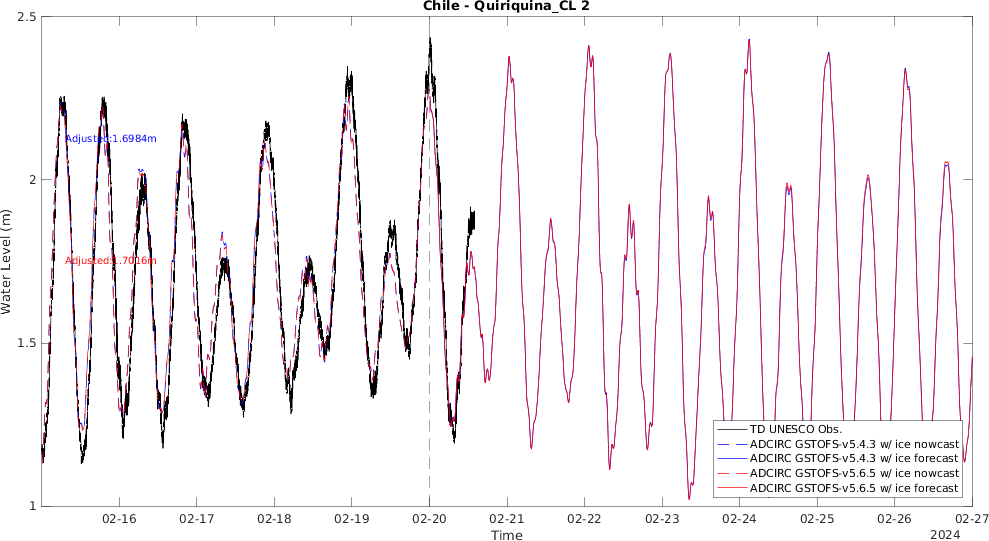 Chile - Quiriquina_CL 2
2.5
2
1.5
1
Water Level (m)
Adjusted:1.6984m
Adjusted:1.7016m
TD UNESCO Obs.
ADCIRC GSTOFS-v5.4.3 w/ ice nowcast
ADCIRC GSTOFS-v5.4.3 w/ ice forecast
ADCIRC GSTOFS-v5.6.5 w/ ice nowcast
ADCIRC GSTOFS-v5.6.5 w/ ice forecast
02-16 02-17 02-18 02-19 02-20 02-21 02-22 02-23 02-24 02-25 02-26 02-27
Time
2024